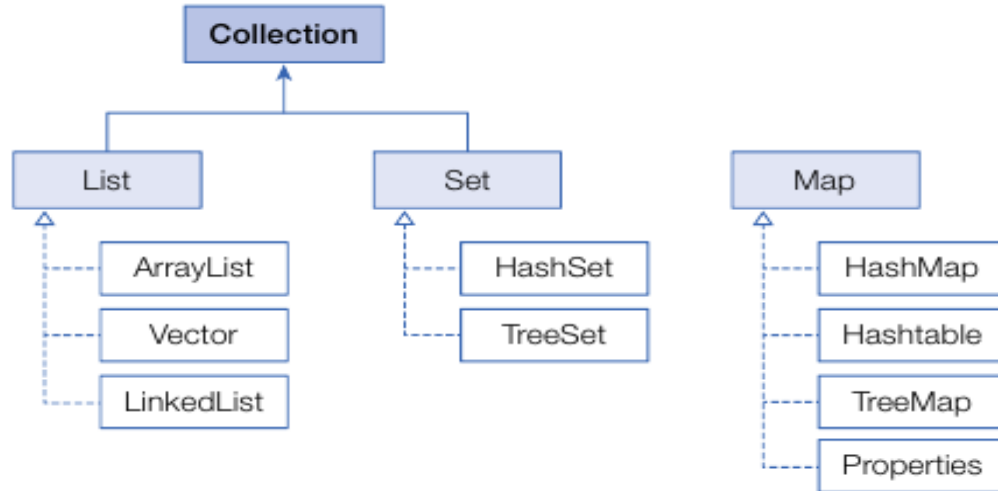 Collection
List
Set
Map
ArrayList
HashSet
HashMap
Vector
TreeSet
Hashtable
LinkedList
TreeMap
Properties